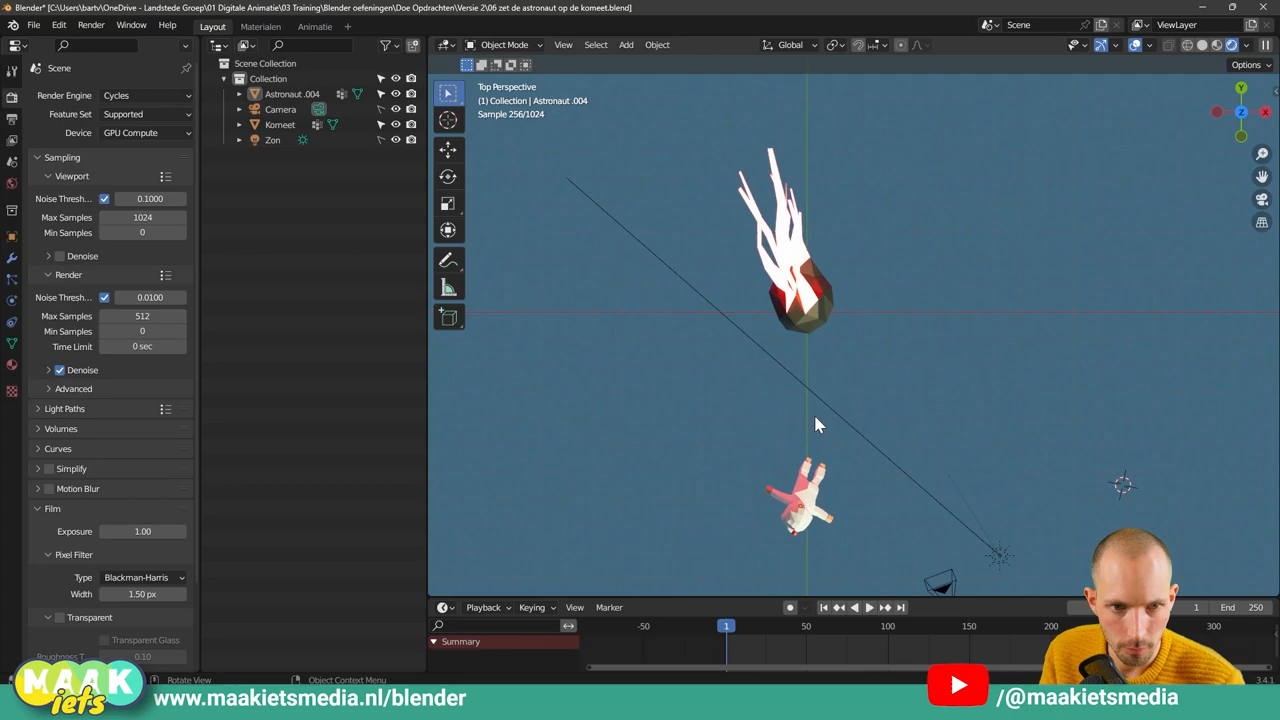 Blender* [C:\Users\bartv\OneDrive - Landstede Groep\01 Digitale Animatie\03 Training\Blender oefeningen\Doe Opdrachten\Versie 2\06 zet de astronaut op de komeet.blend]
File Edit Render Window Help Layout Materialen Animatie + Scene ViewLayer
Object Mode View Select Add Object Global
Options
Scene
Render Engine Cycles
Feature Set Supported
Device GPU Compute
Sampling
Viewport
Noise Thresh... 0.1000
Max Samples 1024
Min Samples 0
Denoise
Render
Noise Thresh... 0.0100
Max Samples 512
Min Samples 0
Time Limit 0 sec
Denoise
Advanced
Light Paths
Volumes
Curves
Simplify
Motion Blur
Film
Exposure 1.00
Pixel Filter
Type Blackman-Harris
Width 1.50 px
Transparent
Transparent Glass
Roughness T... 0.10
Scene Collection
Collection
Astronaut .004
Camera
Komeet
Zon
Top Perspective
(1) Collection | Astronaut .004
Sample 256/1024
Y
Z
X
Playback Keying View Marker 1 End 250
-50 1 50 100 150 200 250 300
Summary
Rotate View Object Context Menu 3.4.1
MAAK
iets
www.maakietsmedia.nl/blender
/@maakietsmedia